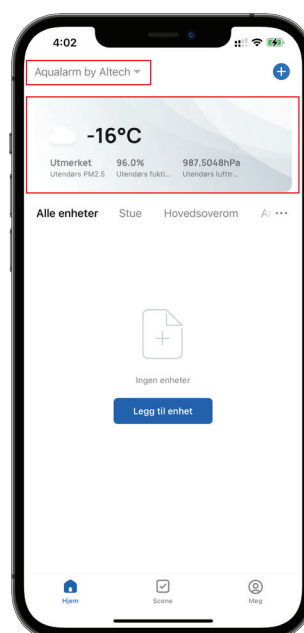 4:02
Aqualarm by Altech
-16°C
Utmerket 96.0% 987.5048hPa
Utendørs PM2.5 Utendørs fukti... Utendørs lufttr...
Alle enheter Stue Hovedsoverom
Ingen enheter
Legg til enhet
Hjem Scene Meg